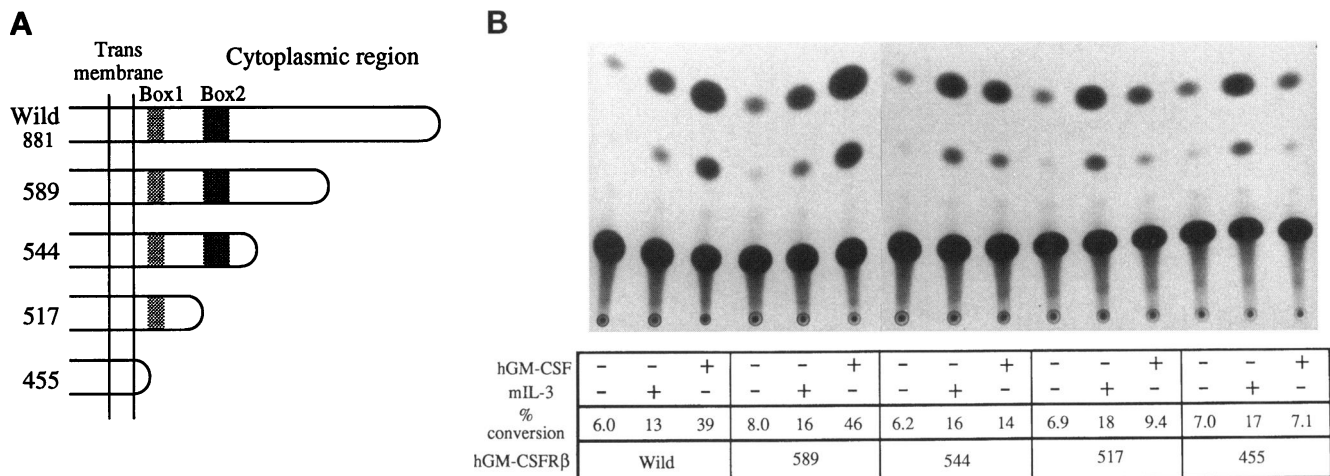 A
Trans
membrane
Cytoplasmic region
Box1 Box2
Wild
881
589
544
517
455
B
hGM-CSF - - + - - + - - + - - + - - +
mIL-3 - + - - + - - + - - + - - + -
%
conversion 6.0 13 39 8.0 16 46 6.2 16 14 6.9 18 9.4 7.0 17 7.1
hGM-CSFRβ Wild 589 544 517 455